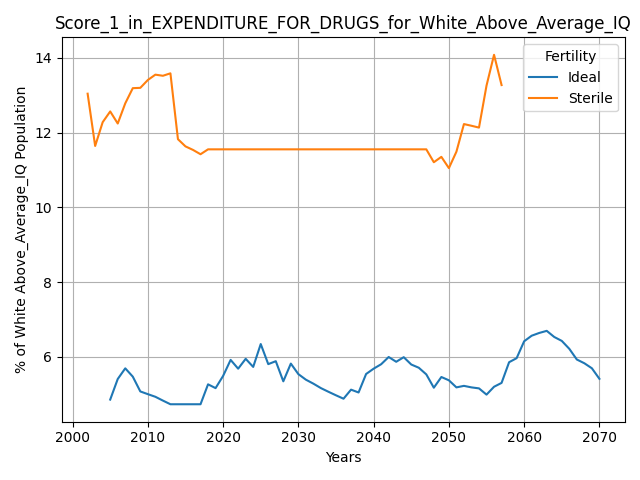 Score_1_in_EXPENDITURE_FOR_DRUGS_for_White_Above_Average_IQ
% of White Above_Average_IQ Population
14
12
10
8
6
Fertility
Ideal
Sterile
2000 2010 2020 2030 2040 2050 2060 2070
Years